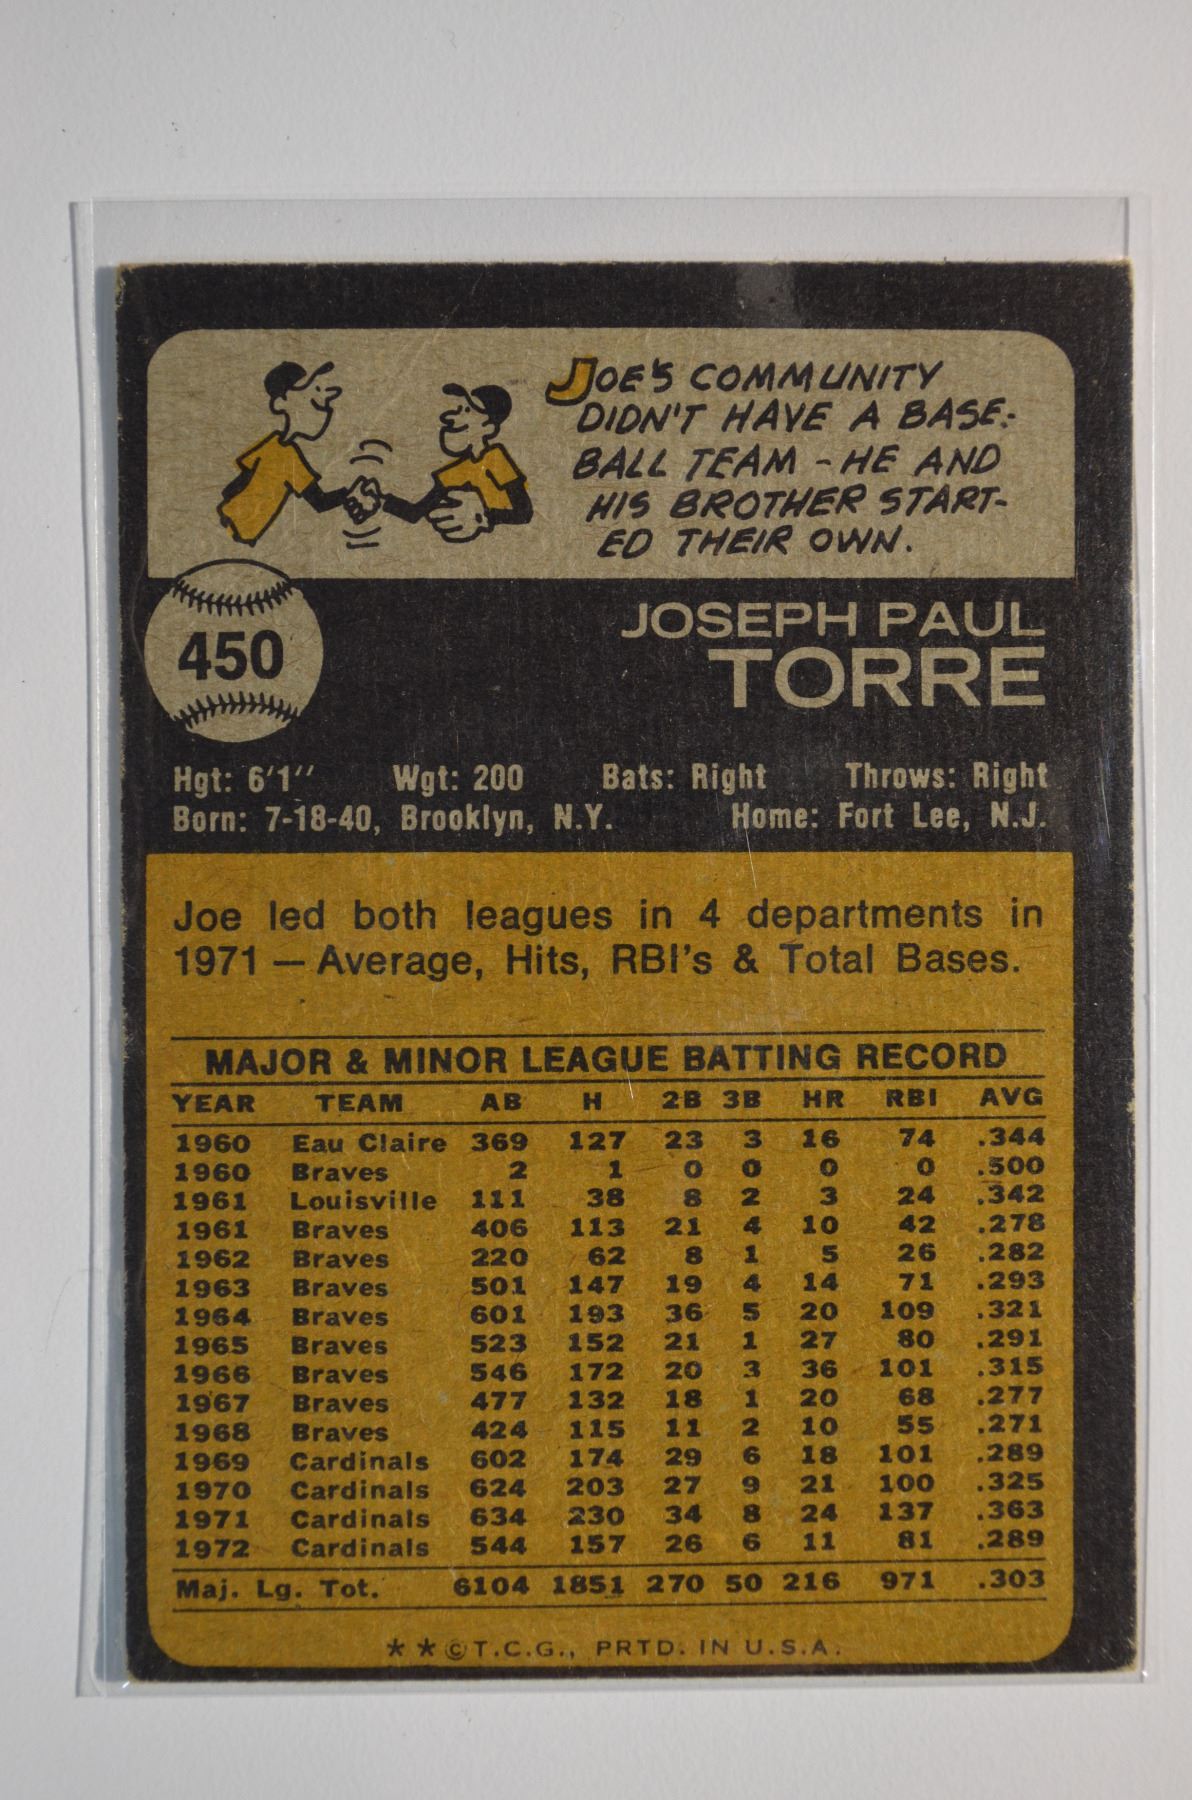 JOE'S COMMUNITY
DIDN'T HAVE A BASE-
BALL TEAM - HE AND
HIS BROTHER START-
ED THEIR OWN.
450
JOSEPH PAUL
TORRE
Hgt: 6'1" Wgt: 200 Bats: Right Throws: Right
Born: 7-18-40, Brooklyn, N.Y. Home: Fort Lee, N.J.
Joe led both leagues in 4 departments in
1971 — Average, Hits, RBI's & Total Bases.
MAJOR & MINOR LEAGUE BATTING RECORD
YEAR TEAM AB H 2B 3B HR RBI AVG
1960 Eau Claire 369 127 23 3 16 74 .344
1960 Braves 2 1 0 0 0 0 .500
1961 Louisville 111 38 8 2 3 24 .342
1961 Braves 406 113 21 4 10 42 .278
1962 Braves 220 62 8 1 5 26 .282
1963 Braves 501 147 19 4 14 71 .293
1964 Braves 601 193 36 5 20 109 .321
1965 Braves 523 152 21 1 27 80 .291
1966 Braves 546 172 20 3 36 101 .315
1967 Braves 477 132 18 1 20 68 .277
1968 Braves 424 115 11 2 10 55 .271
1969 Cardinals 602 174 29 6 18 101 .289
1970 Cardinals 624 203 27 9 21 100 .325
1971 Cardinals 634 230 34 8 24 137 .363
1972 Cardinals 544 157 26 6 11 81 .289
Maj. Lg. Tot. 6104 1851 270 50 216 971 .303
* * © T.C.G., PRTD. IN U.S.A.